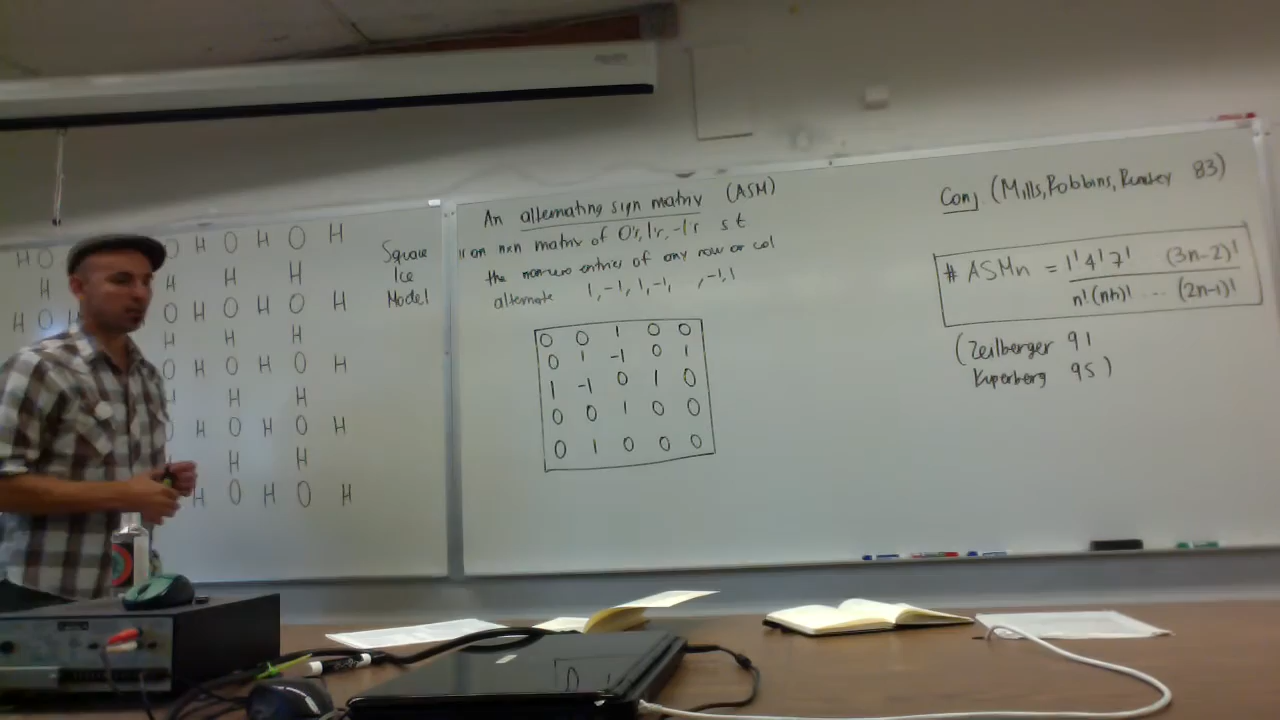 H O H O H O H
H H H
Square
Ice
Model
H O O H O H O H
H H H
O H O H O H
H H
O H O H O H
H H
H O H O H
An alternating sign matrix (ASM)
is an nxn matrix of 0's, 1's, -1's s t
the nonzero entries of any row or col
alternate 1, -1, 1, -1, , -1, 1
0 0 1 0 0
0 1 -1 0 1
1 -1 0 1 0
0 0 1 0 0
0 1 0 0 0
Conj (Mills, Robbins, Rumsey 83)
# ASMn = 1! 4! 7! (3n-2)!
n! (n+1)! ... (2n-1)!
(Zeilberger 91
Kuperberg 95)